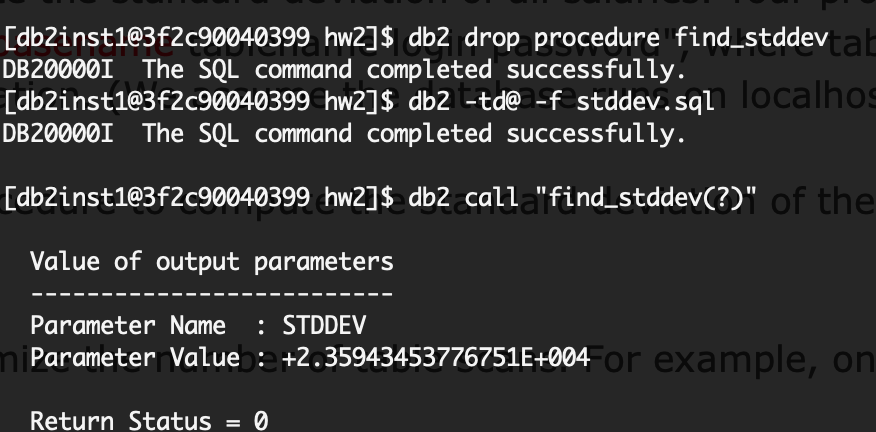 [db2inst1@3f2c90040399 hw2]$ db2 drop procedure find_stddev
DB20000I  The SQL command completed successfully.
[db2inst1@3f2c90040399 hw2]$ db2 -td@ -f stddev.sql
DB20000I  The SQL command completed successfully.
[db2inst1@3f2c90040399 hw2]$ db2 call "find_stddev(?)"
Value of output parameters
--------------------------
Parameter Name  : STDDEV
Parameter Value : +2.35943453776751E+004
Return Status = 0